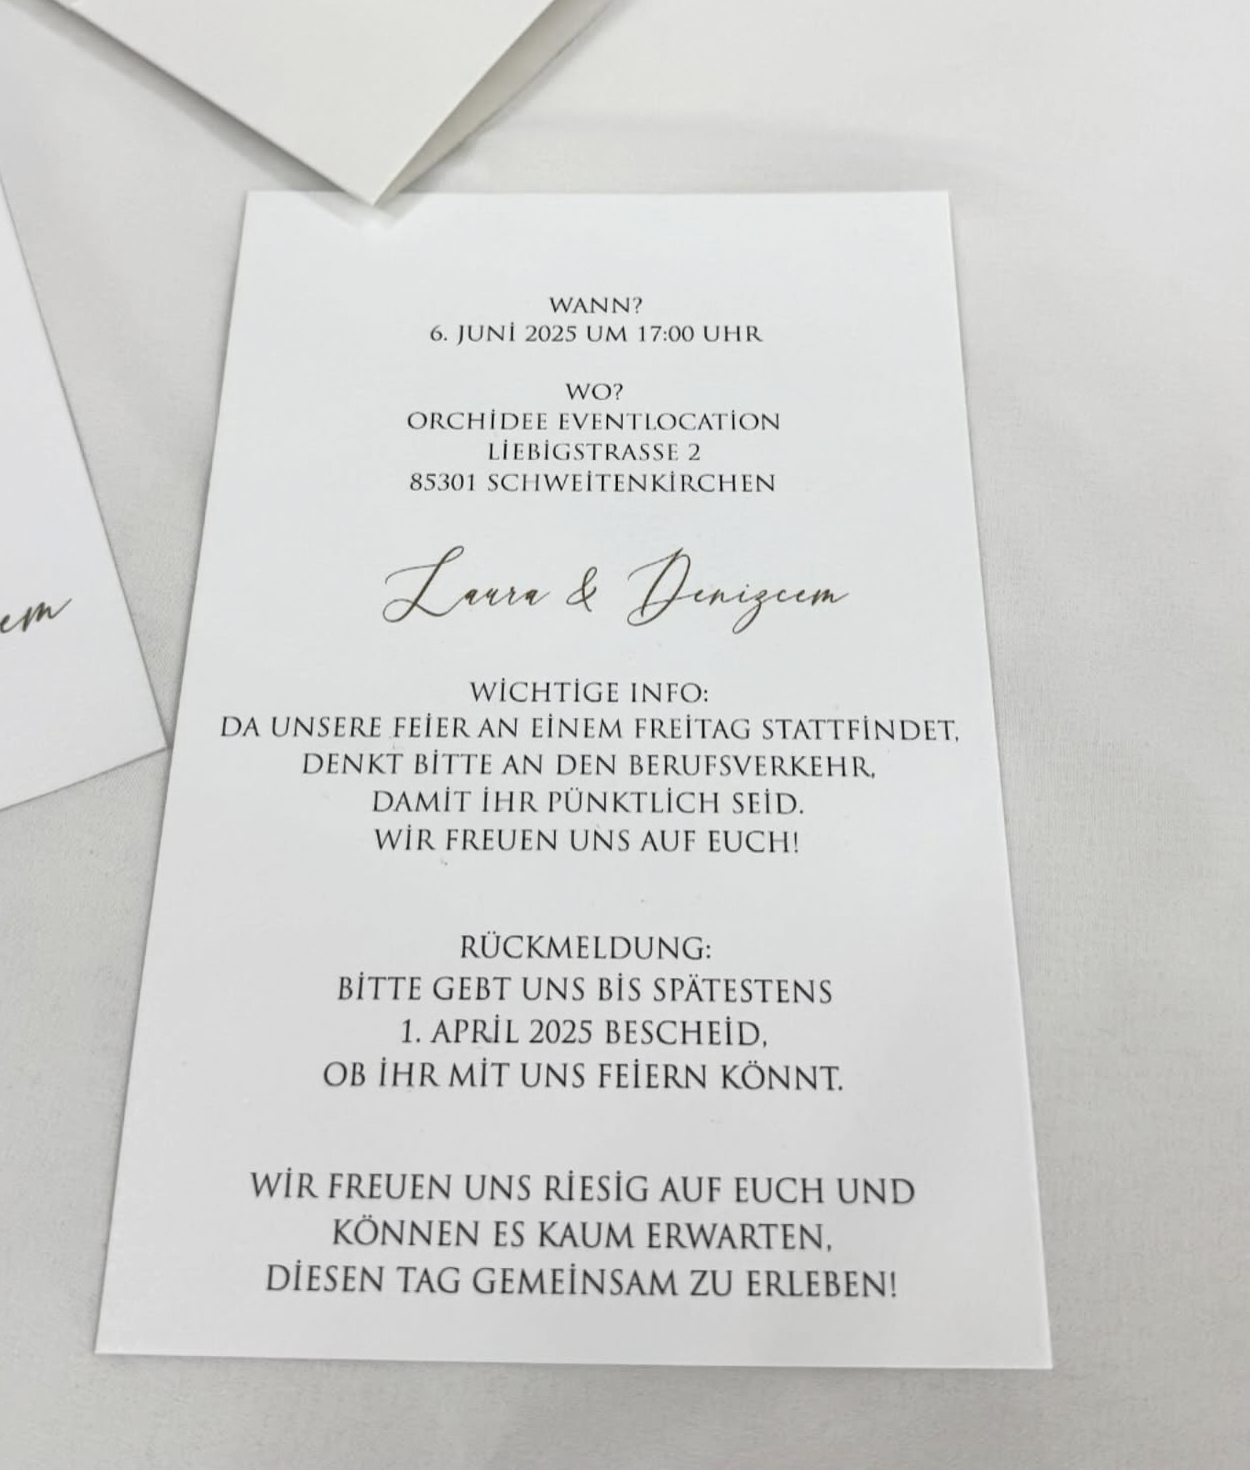 WANN?
6. JUNİ 2025 UM 17:00 UHR
WO?
ORCHİDEE EVENTLOCATİON
LİEBİGSTRASSE 2
85301 SCHWEİTENKİRCHEN
em
Laura & Denizcem
WİCHTİGE INFO:
DA UNSERE FEİER AN EİNEM FREİTAG STATTFİNDET,
DENKT BİTTE AN DEN BERUFSVERKEHR,
DAMİT İHR PÜNKTLİCH SEİD.
WİR FREUEN UNS AUF EUCH!
RÜCKMELDUNG:
BİTTE GEBT UNS BİS SPÄTESTENS
1. APRİL 2025 BESCHEİD,
OB İHR MİT UNS FEİERN KÖNNT.
WİR FREUEN UNS RİESİG AUF EUCH UND
KÖNNEN ES KAUM ERWARTEN,
DİESEN TAG GEMEİNSAM ZU ERLEBEN!